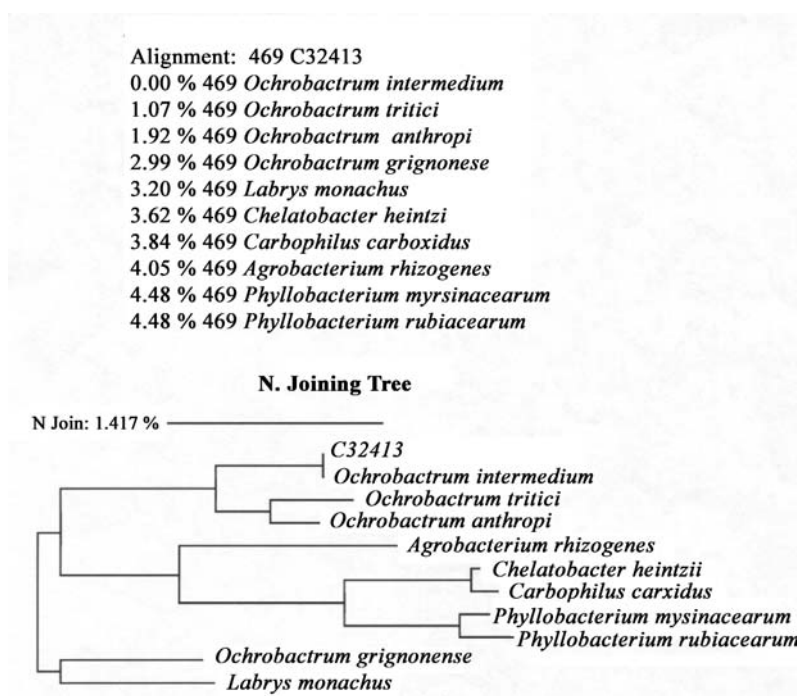 Alignment: 469 C32413
0.00 % 469 Ochrobactrum intermedium
1.07 % 469 Ochrobactrum tritici
1.92 % 469 Ochrobactrum anthropi
2.99 % 469 Ochrobactrum grignonese
3.20 % 469 Labrys monachus
3.62 % 469 Chelatobacter heintzi
3.84 % 469 Carbophilus carboxidus
4.05 % 469 Agrobacterium rhizogenes
4.48 % 469 Phyllobacterium myrsinacearum
4.48 % 469 Phyllobacterium rubiacearum
N. Joining Tree
N Join: 1.417 %
C32413
Ochrobactrum intermedium
Ochrobactrum tritici
Ochrobactrum anthropi
Agrobacterium rhizogenes
Chelatobacter heintzii
Carbophilus carxidus
Phyllobacterium mysinacearum
Phyllobacterium rubiacearum
Ochrobactrum grignonense
Labrys monachus